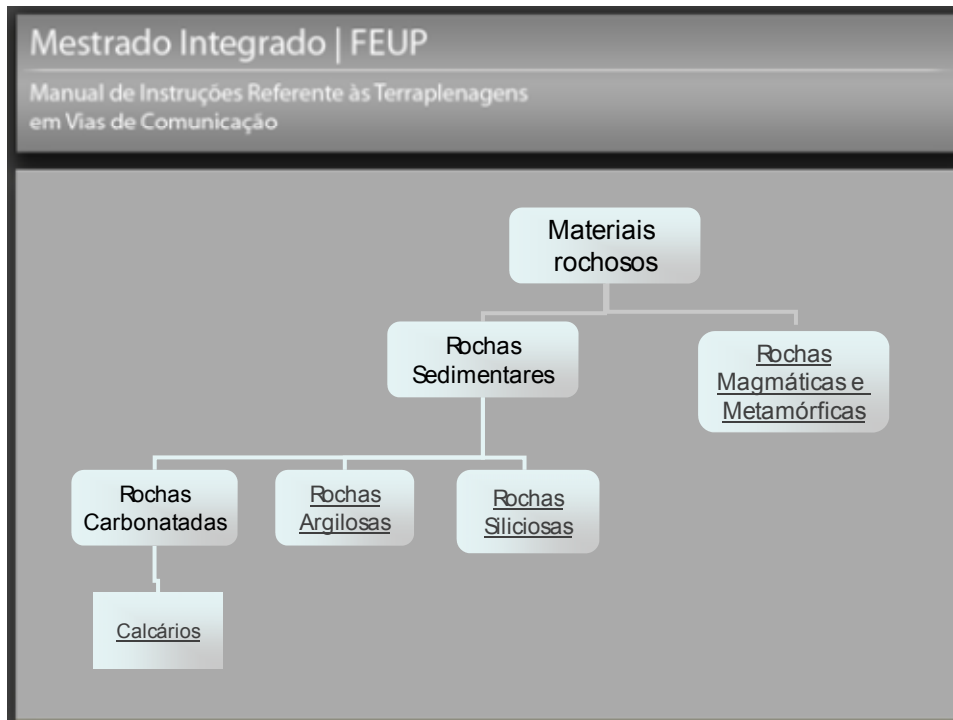 Mestrado Integrado | FEUP
Manual de Instruções Referente às Terraplenagens
em Vias de Comunicação
Materiais
rochosos
Rochas
Sedimentares
Rochas
Magmáticas e
Metamórficas
Rochas
Carbonatadas
Rochas
Argilosas
Rochas
Siliciosas
Calcários